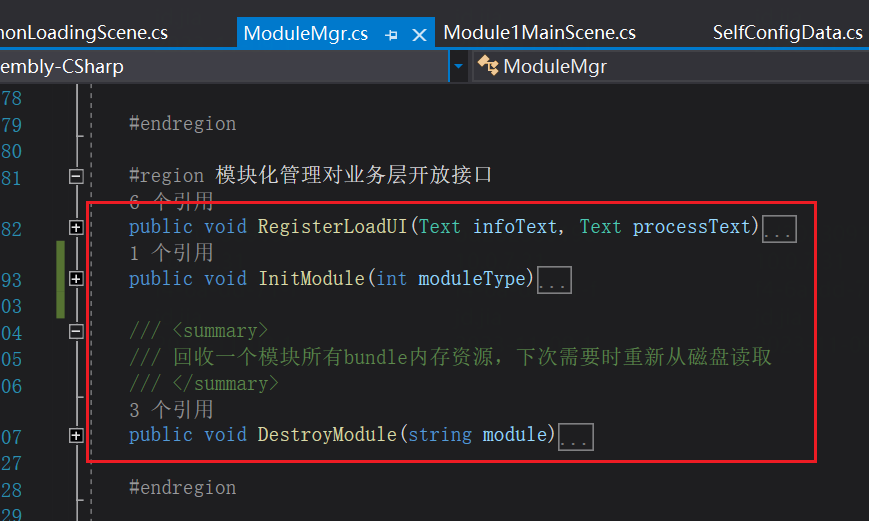 nonLoadingScene.cs ModuleMgr.cs Module1MainScene.cs SelfConfigData.cs
embly-CSharp ModuleMgr
78
79 #endregion
80
81 #region 模块化管理对业务层开放接口
6 个引用
82 public void RegisterLoadUI(Text infoText, Text processText)...
1 个引用
93 public void InitModule(int moduleType)...
03
04 /// <summary>
05 /// 回收一个模块所有bundle内存资源，下次需要时重新从磁盘读取
06 /// </summary>
3 个引用
07 public void DestroyModule(string module)...
27
28 #endregion
29